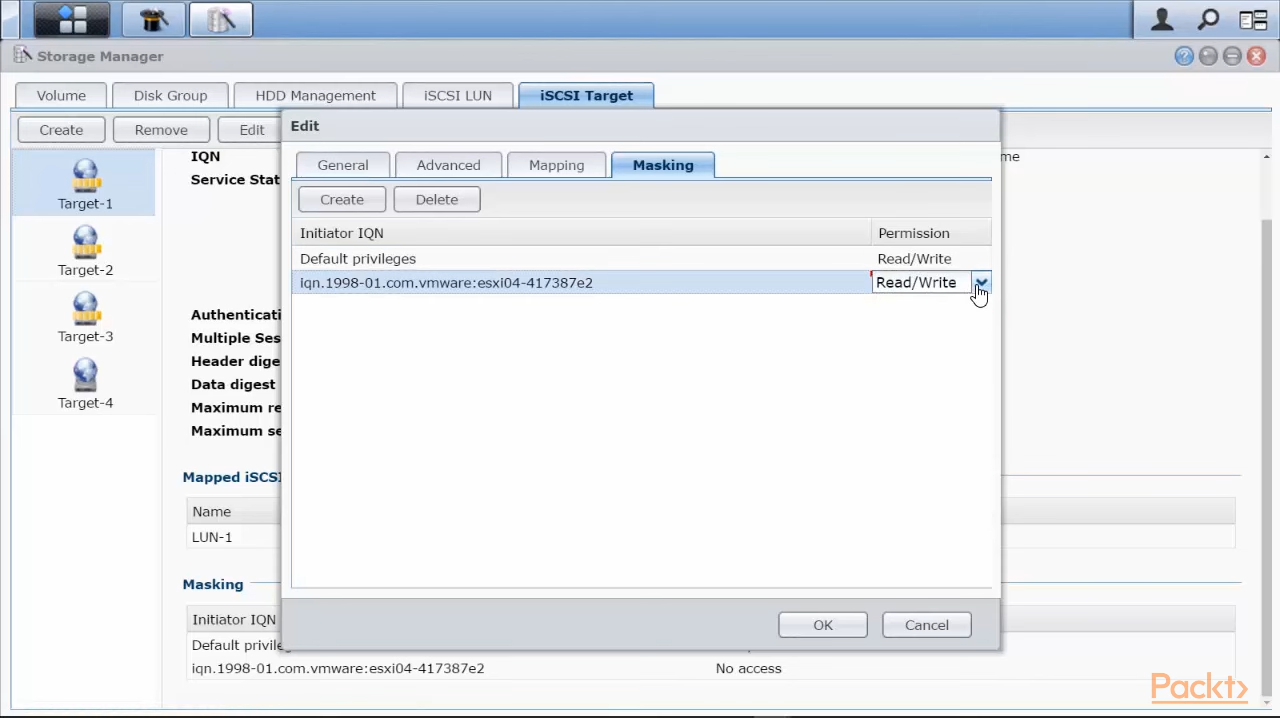 Storage Manager
Volume Disk Group HDD Management iSCSI LUN iSCSI Target
Create Remove Edit
Edit
IQN
Service Stat
me
General Advanced Mapping Masking
Create Delete
Initiator IQN Permission
Default privileges Read/Write
iqn.1998-01.com.vmware:esxi04-417387e2 Read/Write
Target-1
Target-2
Target-3
Target-4
Authenticati
Multiple Ses
Header dige
Data digest
Maximum re
Maximum se
Mapped iSCSI
Name
LUN-1
Masking
Initiator IQN
Default privileg
iqn.1998-01.com.vmware:esxi04-417387e2 No access
OK Cancel
Packt